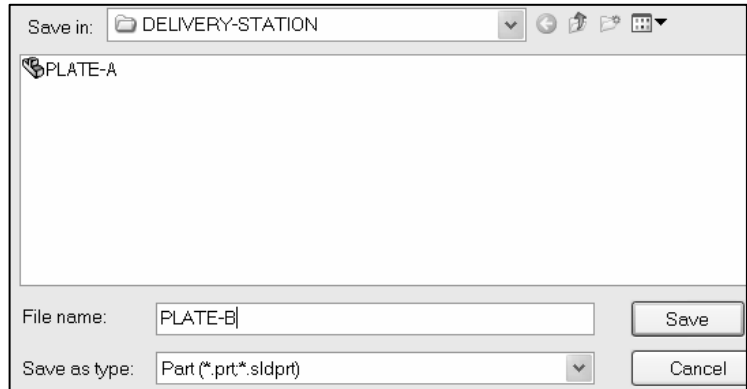 Save in: DELIVERY-STATION
PLATE-A
File name: PLATE-B Save
Save as type: Part (*.prt;*.sldprt) Cancel